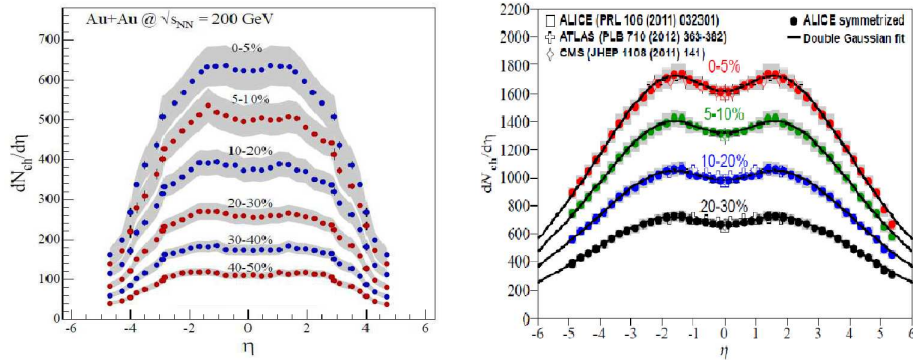 Au+Au @ √sNN = 200 GeV
dNch/dη
700
600
500
400
300
200
100
0
0-5%
5-10%
10-20%
20-30%
30-40%
40-50%
-6 -4 -2 0 2 4 6
η
ALICE (PRL 106 (2011) 032301)
ATLAS (PLB 710 (2012) 363-382)
CMS (JHEP 1108 (2011) 141)
ALICE symmetrized
Double Gaussian fit
dNch/dη
2200
2000
1800
1600
1400
1200
1000
800
600
400
200
0
0-5%
5-10%
10-20%
20-30%
-6 -5 -4 -3 -2 -1 0 1 2 3 4 5 6
η